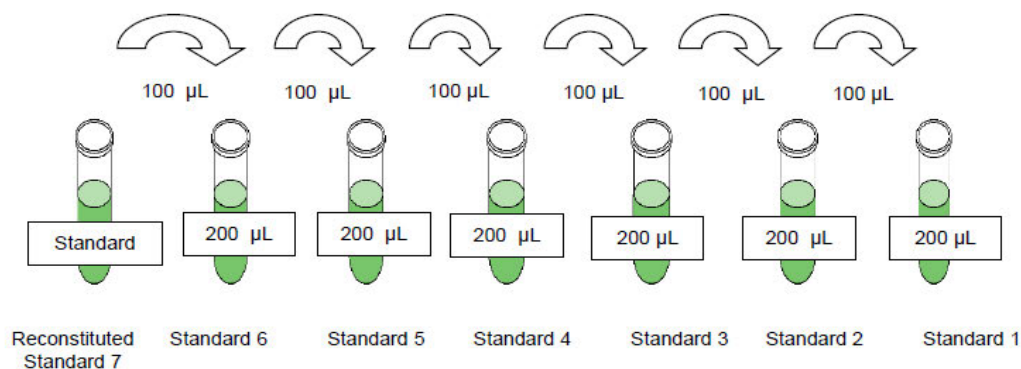 100 µL 100 µL 100 µL 100 µL 100 µL 100 µL
Standard 200 µL 200 µL 200 µL 200 µL 200 µL 200 µL
Reconstituted Standard 6 Standard 5 Standard 4 Standard 3 Standard 2 Standard 1
Standard 7